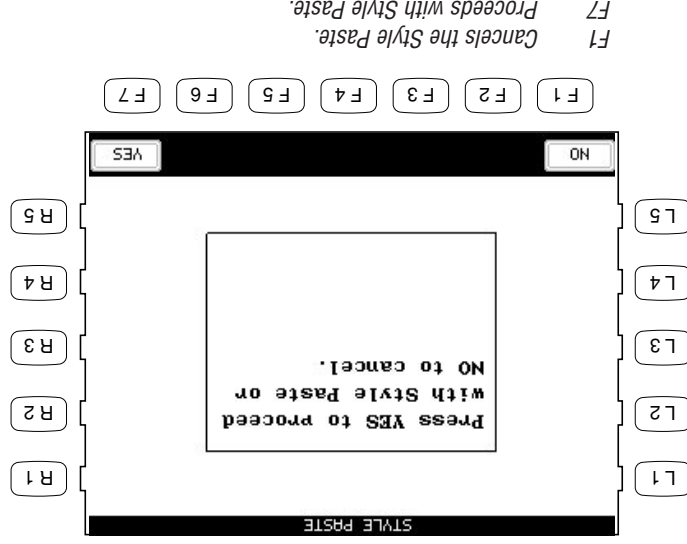 STYLE PASTE
L1 R1
L2 R2
L3 R3
L4 R4
L5 R5
Press YES to proceed
with Style Paste or
NO to cancel.
NO YES
F1 F2 F3 F4 F5 F6 F7
F1 Cancels the Style Paste.
F7 Proceeds with Style Paste.